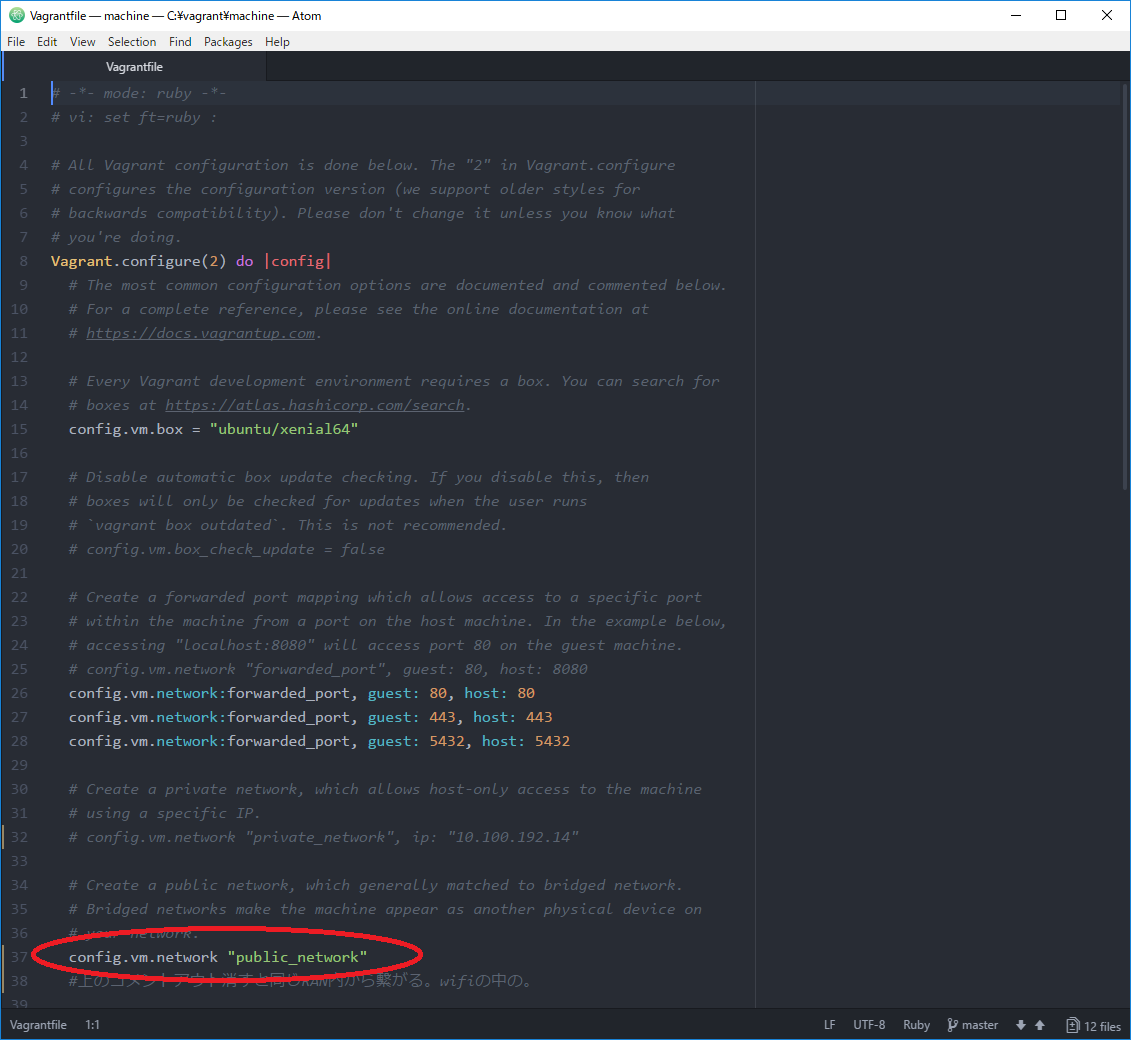 Vagrantfile — machine — C:¥vagrant¥machine — Atom
File Edit View Selection Find Packages Help
Vagrantfile
1 # -*- mode: ruby -*-
2 # vi: set ft=ruby :
3
4 # All Vagrant configuration is done below. The "2" in Vagrant.configure
5 # configures the configuration version (we support older styles for
6 # backwards compatibility). Please don't change it unless you know what
7 # you're doing.
8 Vagrant.configure(2) do |config|
9 # The most common configuration options are documented and commented below.
10 # For a complete reference, please see the online documentation at
11 # https://docs.vagrantup.com.
12
13 # Every Vagrant development environment requires a box. You can search for
14 # boxes at https://atlas.hashicorp.com/search.
15 config.vm.box = "ubuntu/xenial64"
16
17 # Disable automatic box update checking. If you disable this, then
18 # boxes will only be checked for updates when the user runs
19 # `vagrant box outdated`. This is not recommended.
20 # config.vm.box_check_update = false
21
22 # Create a forwarded port mapping which allows access to a specific port
23 # within the machine from a port on the host machine. In the example below,
24 # accessing "localhost:8080" will access port 80 on the guest machine.
25 # config.vm.network "forwarded_port", guest: 80, host: 8080
26 config.vm.network:forwarded_port, guest: 80, host: 80
27 config.vm.network:forwarded_port, guest: 443, host: 443
28 config.vm.network:forwarded_port, guest: 5432, host: 5432
29
30 # Create a private network, which allows host-only access to the machine
31 # using a specific IP.
32 # config.vm.network "private_network", ip: "10.100.192.14"
33
34 # Create a public network, which generally matched to bridged network.
35 # Bridged networks make the machine appear as another physical device on
36 # your network.
37 config.vm.network "public_network"
38 #上のコメントアウト消すと同じRAN内から繋がる。wifiの中の。
39
Vagrantfile 1:1 LF UTF-8 Ruby master 12 files